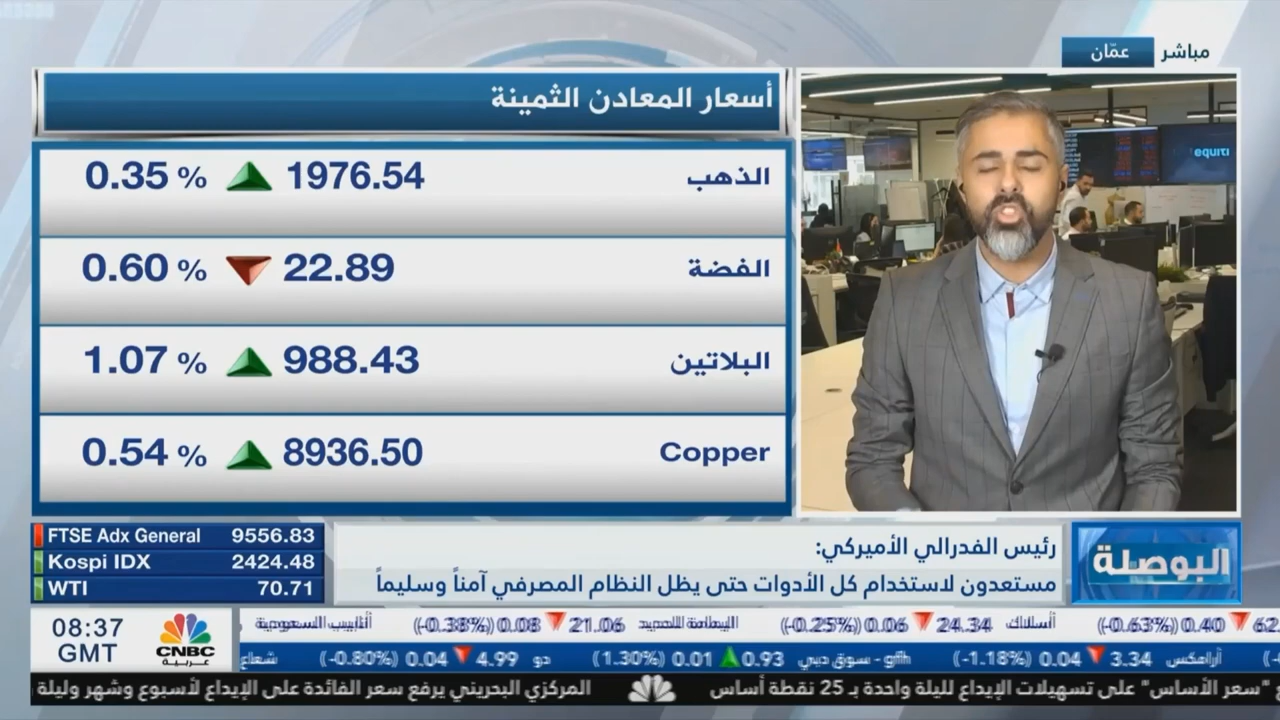 مباشر
عمّان
أسعار المعادن الثمينة
الذهب 1976.54 0.35 %
الفضة 22.89 0.60 %
البلاتين 988.43 1.07 %
Copper 8936.50 0.54 %
equiti
FTSE Adx General 9556.83
Kospi IDX 2424.48
WTI 70.71
رئيس الفدرالي الأميركي:
مستعدون لاستخدام كل الأدوات حتى يظل النظام المصرفي آمناً وسليماً
البوصلة
08:37
GMT
CNBC
عربية
0.40 (-0.63%) أسلاك 24.34 0.06 (-0.25%) 21.06 0.08 (-0.38%) أنابيب السعودية
أرامكس 3.34 0.04 (-1.18%) gfh - سوق دبي 0.93 0.01 (1.30%) دو 4.99 0.04 (-0.80%) شعاع
"سعر الأساس" على تسهيلات الإيداع لليلة واحدة بـ 25 نقطة أساس
المركزي البحريني يرفع سعر الفائدة على الإيداع لأسبوع وشهر وليلة